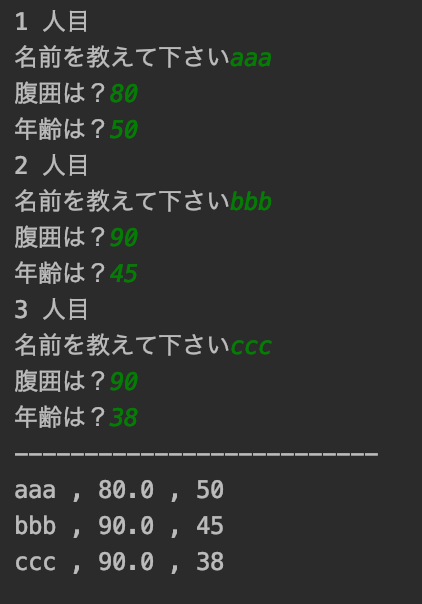 1 人目
名前を教えて下さいaaa
腹囲は？80
年齢は？50
2 人目
名前を教えて下さいbbb
腹囲は？90
年齢は？45
3 人目
名前を教えて下さいccc
腹囲は？90
年齢は？38
--------------------------
aaa , 80.0 , 50
bbb , 90.0 , 45
ccc , 90.0 , 38